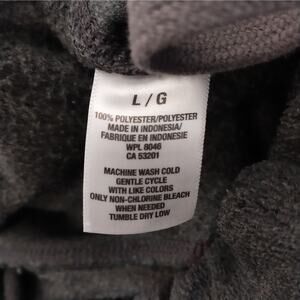 L / G
100% POLYESTER/POLYESTER
MADE IN INDONESIA/
FABRIQUE EN INDONESIE
WPL 8046
CA 53201
MACHINE WASH COLD
GENTLE CYCLE
WITH LIKE COLORS
ONLY NON-CHLORINE BLEACH
WHEN NEEDED
TUMBLE DRY LOW